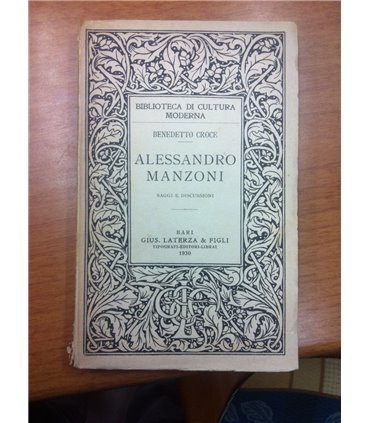 BIBLIOTECA DI CULTURA
MODERNA
BENEDETTO CROCE
ALESSANDRO
MANZONI
SAGGI E DISCUSSIONI
BARI
GIUS. LATERZA & FIGLI
TIPOGRAFI-EDITORI-LIBRAI
1930